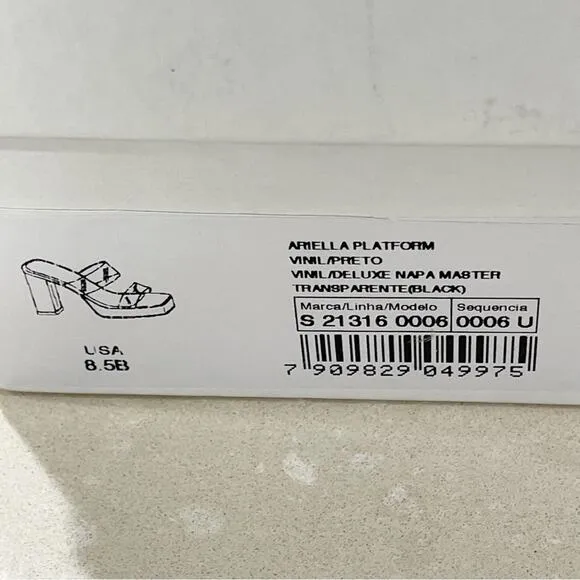 ARIELLA PLATFORM
VINIL/PRETO
VINIL/DELUXE NAPA MASTER
TRANSPARENTE(BLACK)
Marca/Linha/Modelo Sequencia
S 21316 0006 0006 U
7 909829 049975
USA
8.5B